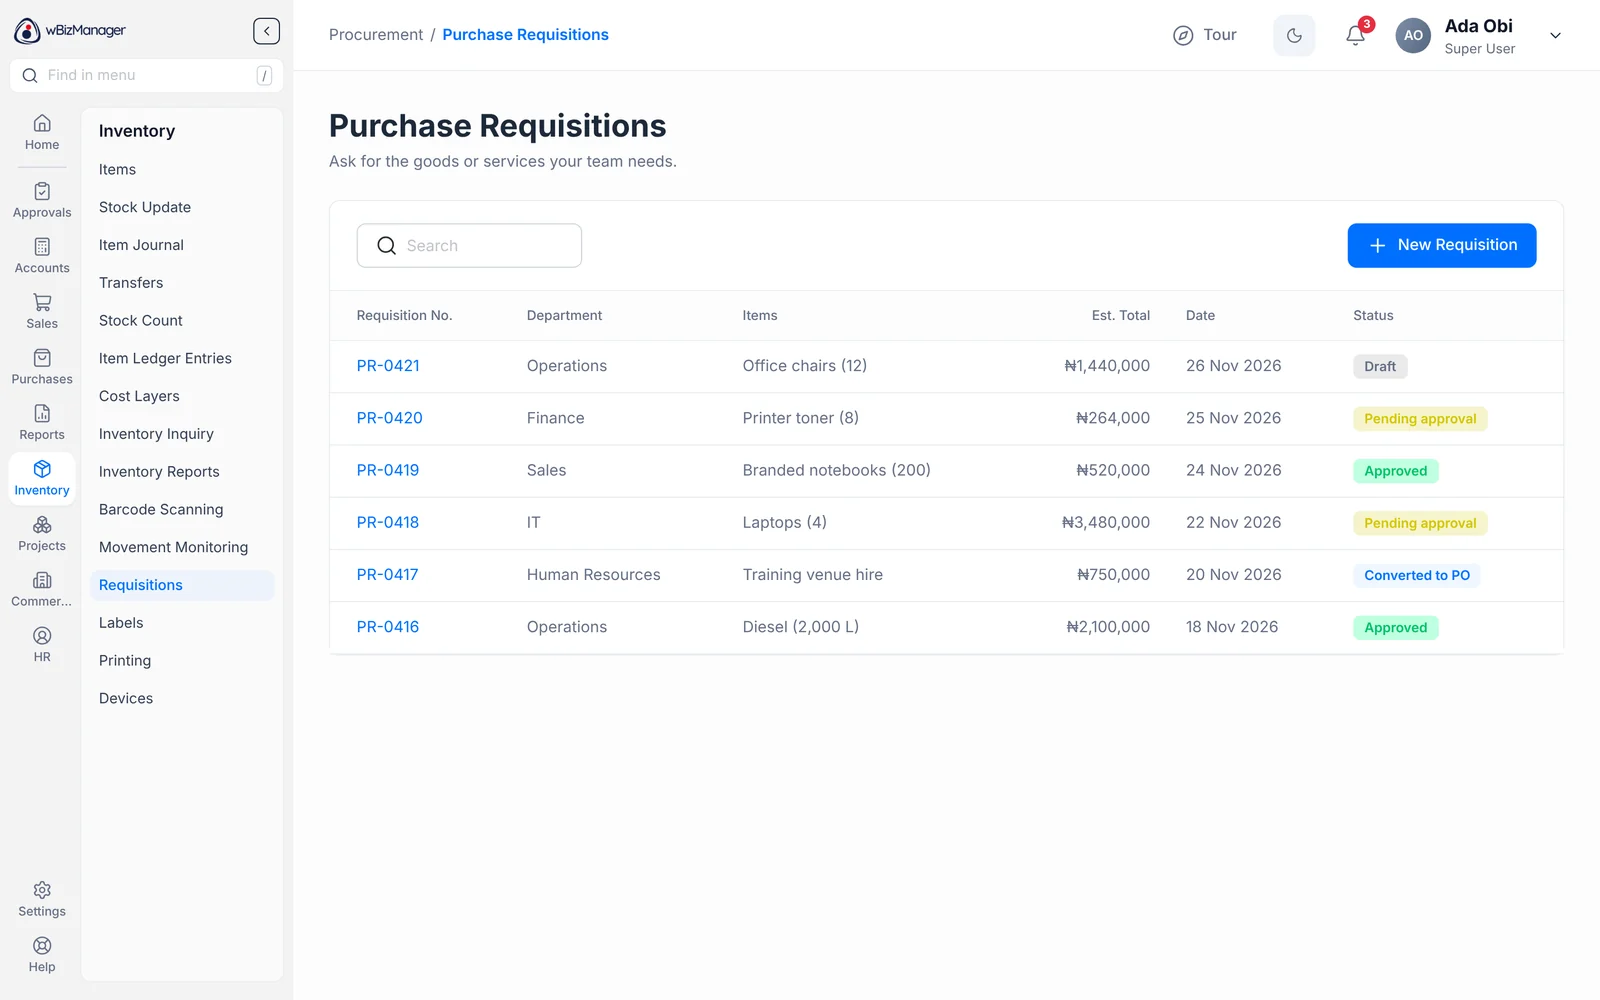 wBizManager
Find in menu /
Home
Approvals
Accounts
Sales
Purchases
Reports
Inventory
Projects
Commer...
HR
Settings
Help
Inventory
Items
Stock Update
Item Journal
Transfers
Stock Count
Item Ledger Entries
Cost Layers
Inventory Inquiry
Inventory Reports
Barcode Scanning
Movement Monitoring
Requisitions
Labels
Printing
Devices
Procurement / Purchase Requisitions
Tour
3
AO
Ada Obi
Super User
Purchase Requisitions
Ask for the goods or services your team needs.
Search
New Requisition
Requisition No. Department Items Est. Total Date Status
PR-0421 Operations Office chairs (12) ₦1,440,000 26 Nov 2026 Draft
PR-0420 Finance Printer toner (8) ₦264,000 25 Nov 2026 Pending approval
PR-0419 Sales Branded notebooks (200) ₦520,000 24 Nov 2026 Approved
PR-0418 IT Laptops (4) ₦3,480,000 22 Nov 2026 Pending approval
PR-0417 Human Resources Training venue hire ₦750,000 20 Nov 2026 Converted to PO
PR-0416 Operations Diesel (2,000 L) ₦2,100,000 18 Nov 2026 Approved